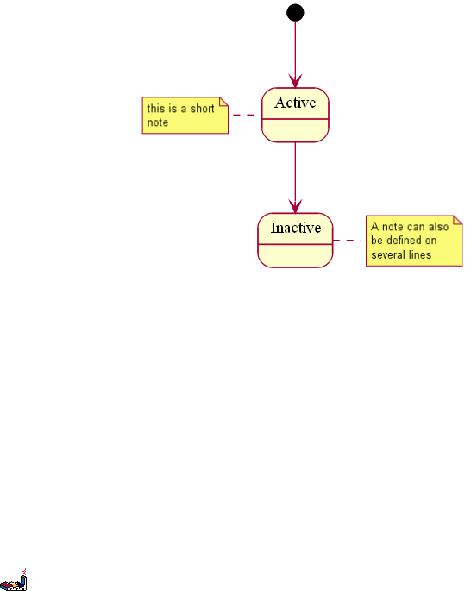 Active
this is a short
note
Inactive
A note can also
be defined on
several lines